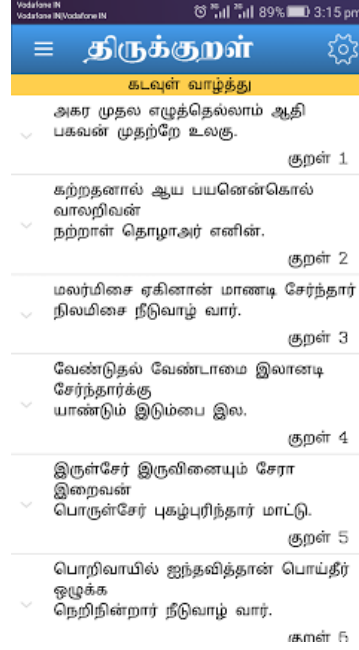 Vodafone IN
Vodafone IN|Vodafone IN
89% 3:15 pm
திருக்குறள்
கடவுள் வாழ்த்து
அகர முதல எழுத்தெல்லாம் ஆதி
பகவன் முதற்றே உலகு.
குறள் 1
கற்றதனால் ஆய பயனென்கொல்
வாலறிவன்
நற்றாள் தொழாஅர் எனின்.
குறள் 2
மலர்மிசை ஏகினான் மாணடி சேர்ந்தார்
நிலமிசை நீடுவாழ் வார்.
குறள் 3
வேண்டுதல் வேண்டாமை இலானடி
சேர்ந்தார்க்கு
யாண்டும் இடும்பை இல.
குறள் 4
இருள்சேர் இருவினையும் சேரா
இறைவன்
பொருள்சேர் புகழ்புரிந்தார் மாட்டு.
குறள் 5
பொறிவாயில் ஐந்தவித்தான் பொய்தீர்
ஒழுக்க
நெறிநின்றார் நீடுவாழ் வார்.
குறள் 6